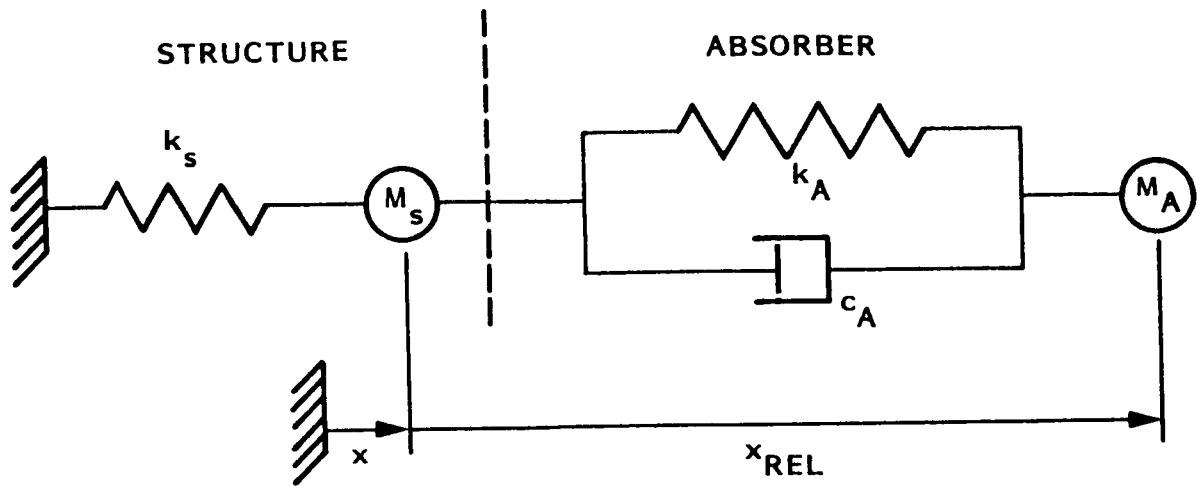 STRUCTURE
ABSORBER
k_s
M_s
k_A
M_A
c_A
x
x_REL